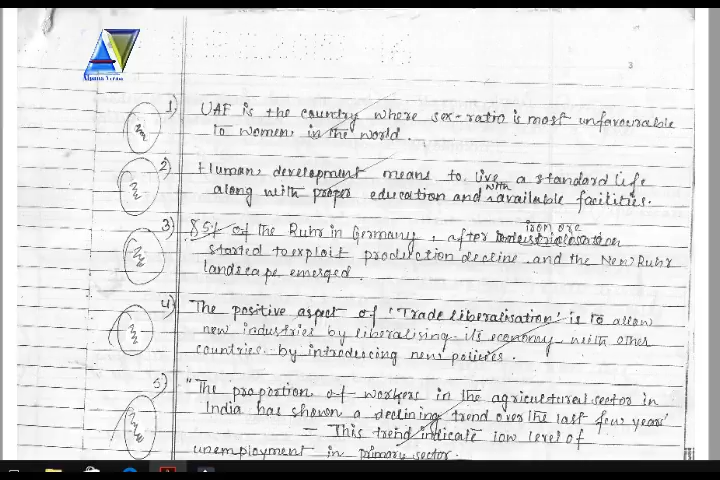 Alpana Verma
3
1) UAE is the country where sex-ratio is most unfavourable
to women in the world.
2) Human development means to live a standard life
along with proper education and with available facilities.
3) 85% of the Ruhr in Germany. after iron ore
started to exploit production decline and the New Ruhr
landscape emerged.
4) The positive aspect of 'Trade liberalisation' is to allow
new industries by liberalising its economy with other
countries by introducing new policies.
5) "The proportion of workers in the agricultural sector in
India has shown a declining trend over the last few years'
— This trend indicate low level of
unemployment in primary sector.